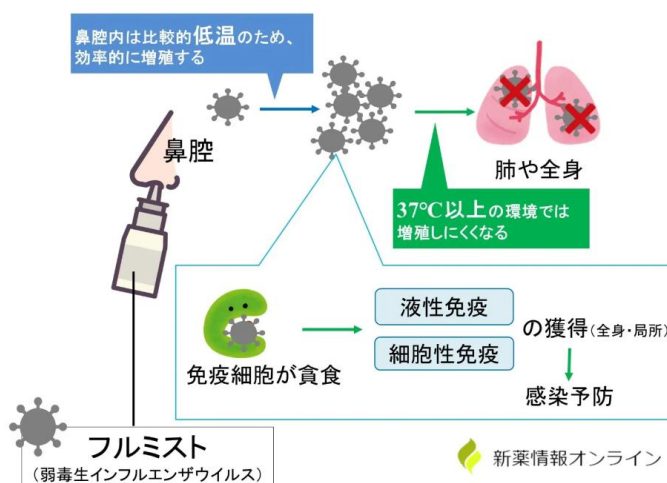 鼻腔内は比較的低温のため、
効率的に増殖する
鼻腔
肺や全身
37℃以上の環境では
増殖しにくくなる
液性免疫
細胞性免疫
の獲得(全身・局所)
免疫細胞が貪食
感染予防
フルミスト
(弱毒生インフルエンザウイルス)
新薬情報オンライン